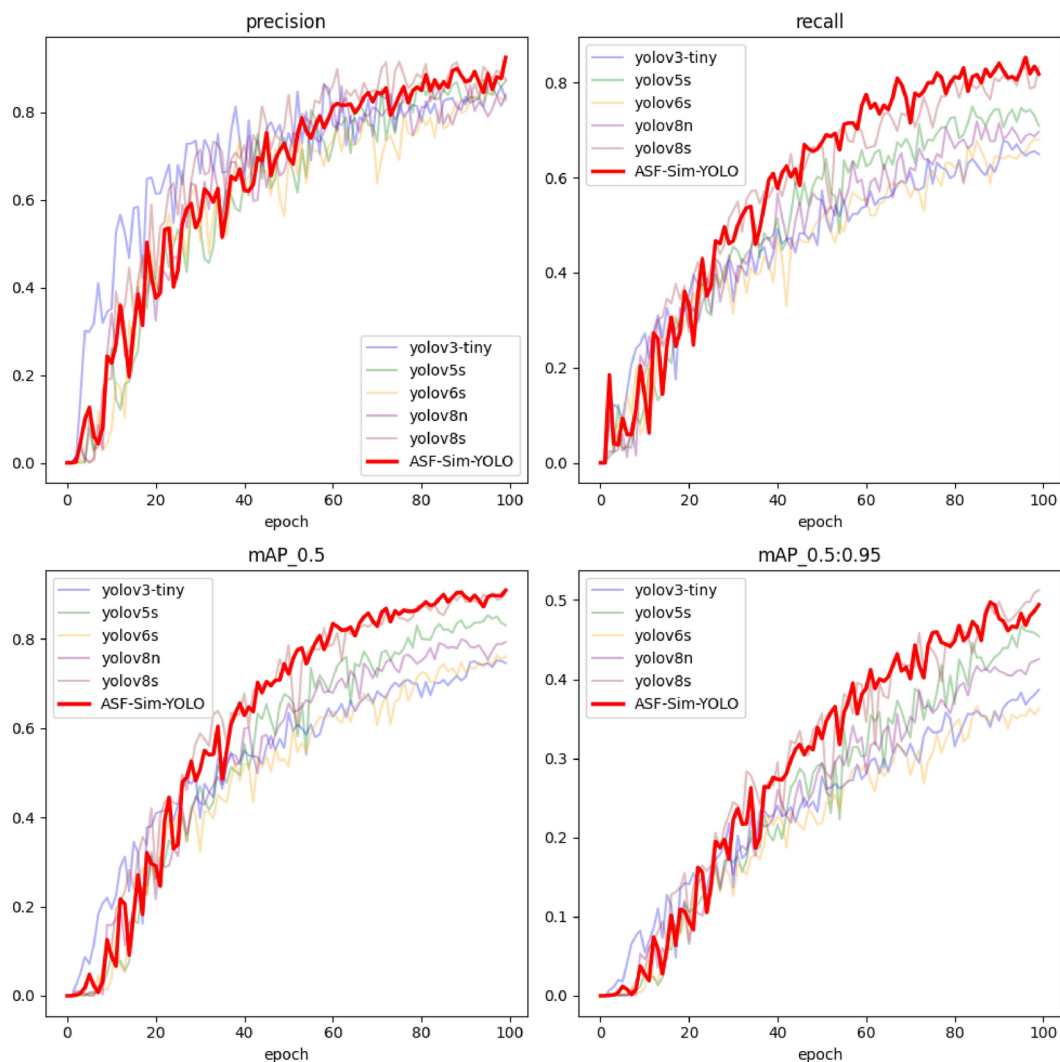 precision
0.8
0.6
0.4
0.2
0.0
yolov3-tiny
yolov5s
yolov6s
yolov8n
yolov8s
ASF-Sim-YOLO
0 20 40 60 80 100
epoch
recall
0.8
0.6
0.4
0.2
0.0
yolov3-tiny
yolov5s
yolov6s
yolov8n
yolov8s
ASF-Sim-YOLO
0 20 40 60 80 100
epoch
mAP_0.5
0.8
0.6
0.4
0.2
0.0
yolov3-tiny
yolov5s
yolov6s
yolov8n
yolov8s
ASF-Sim-YOLO
0 20 40 60 80 100
epoch
mAP_0.5:0.95
0.5
0.4
0.3
0.2
0.1
0.0
yolov3-tiny
yolov5s
yolov6s
yolov8n
yolov8s
ASF-Sim-YOLO
0 20 40 60 80 100
epoch